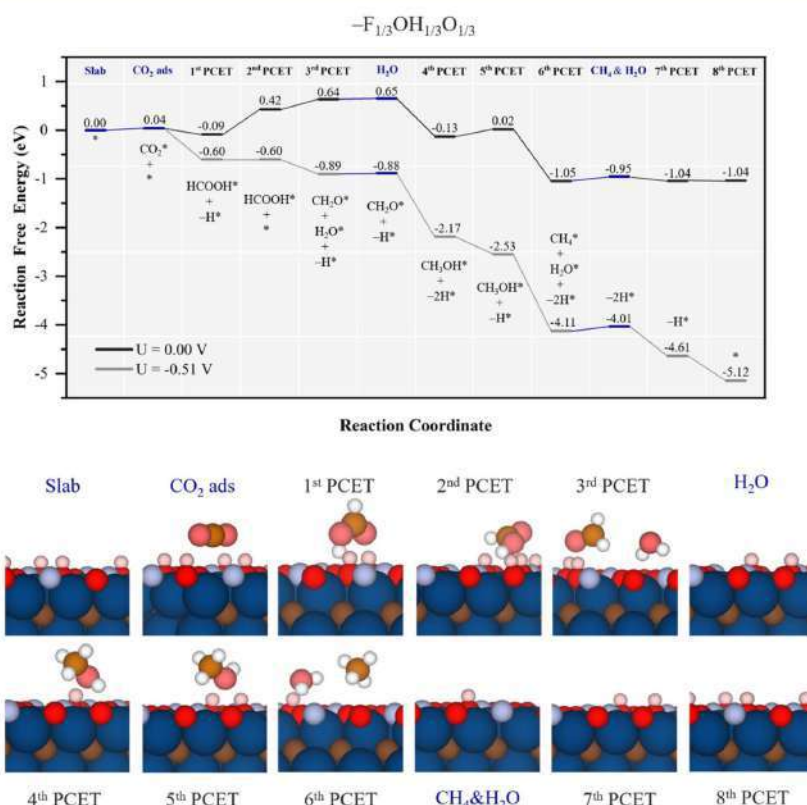 –F1/3OH1/3O1/3
Slab CO2 ads 1st PCET 2nd PCET 3rd PCET H2O 4th PCET 5th PCET 6th PCET CH4 & H2O 7th PCET 8th PCET
Reaction Free Energy (eV)
1
0
-1
-2
-3
-4
-5
0.00 0.04 -0.09 0.42 0.64 0.65 -0.13 0.02 -1.05 -0.95 -1.04 -1.04
-0.60 -0.60 -0.89 -0.88 -2.17 -2.53 -4.11 -4.01 -4.61 -5.12
*
CO2*
+
*
HCOOH*
+
–H*
HCOOH*
+
*
CH2O*
+
H2O*
+
–H*
CH2O*
+
–H*
CH3OH*
+
–2H*
CH3OH*
+
–H*
CH4*
+
H2O*
+
–2H*
–2H*
–H*
*
U = 0.00 V
U = -0.51 V
Reaction Coordinate
Slab CO2 ads 1st PCET 2nd PCET 3rd PCET H2O
4th PCET 5th PCET 6th PCET CH4&H2O 7th PCET 8th PCET